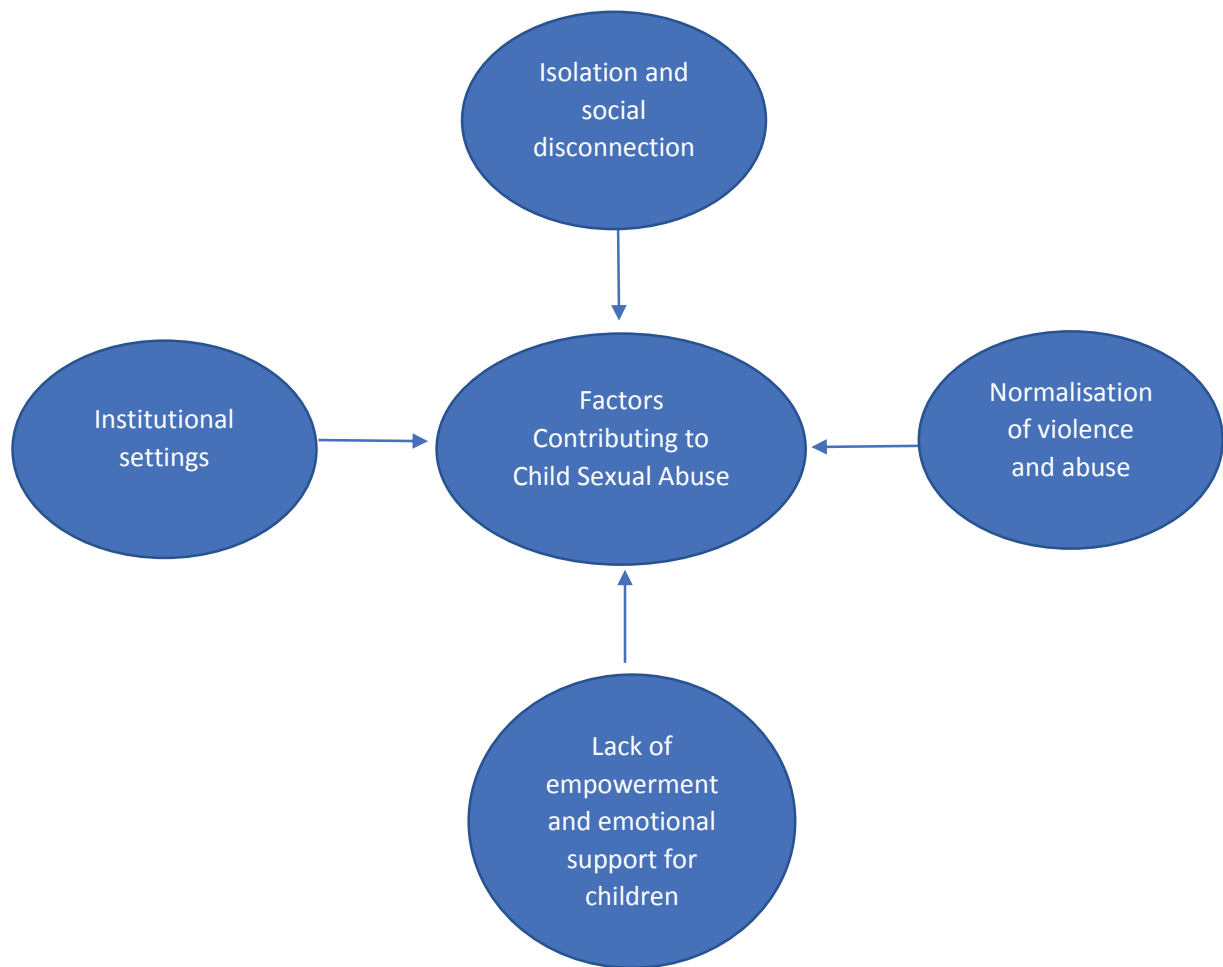 Isolation and
social
disconnection
Institutional
settings
Factors
Contributing to
Child Sexual Abuse
Normalisation
of violence
and abuse
Lack of
empowerment
and emotional
support for
children